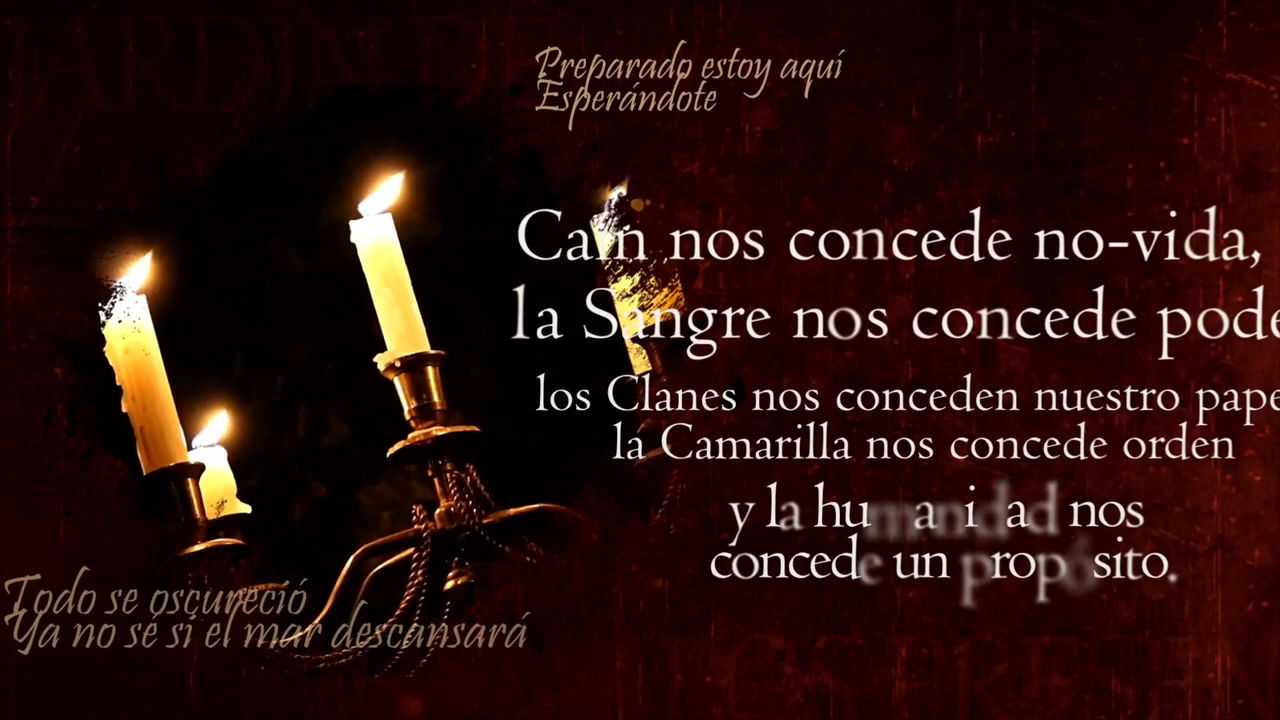 Preparado estoy aquí
Esperándote
Caín nos concede no-vida,
la Sangre nos concede pode
los Clanes nos conceden nuestro pape
la Camarilla nos concede orden
y la humanidad nos
concede un propósito.
Todo se oscureció
Ya no sé si el mar descansará